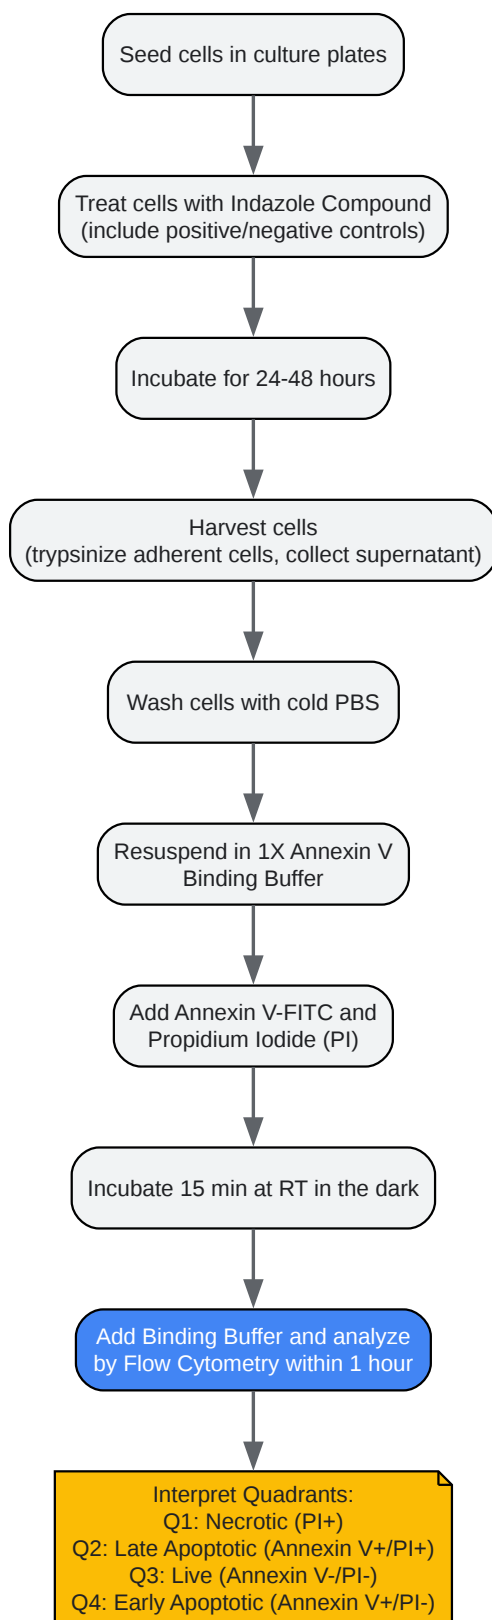 Seed cells in culture plates
Treat cells with Indazole Compound
(include positive/negative controls)
Incubate for 24-48 hours
Harvest cells
(trypsinize adherent cells, collect supernatant)
Wash cells with cold PBS
Resuspend in 1X Annexin V
Binding Buffer
Add Annexin V-FITC and
Propidium Iodide (PI)
Incubate 15 min at RT in the dark
Add Binding Buffer and analyze
by Flow Cytometry within 1 hour
Interpret Quadrants:
Q1: Necrotic (PI+)
Q2: Late Apoptotic (Annexin V+/PI+)
Q3: Live (Annexin V-/PI-)
Q4: Early Apoptotic (Annexin V+/PI-)